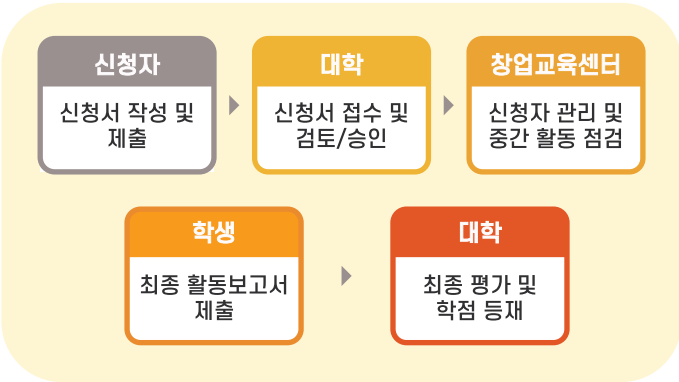 신청자
신청서 작성 및
제출
대학
신청서 접수 및
검토/승인
창업교육센터
신청자 관리 및
중간 활동 점검
학생
최종 활동보고서
제출
대학
최종 평가 및
학점 등재